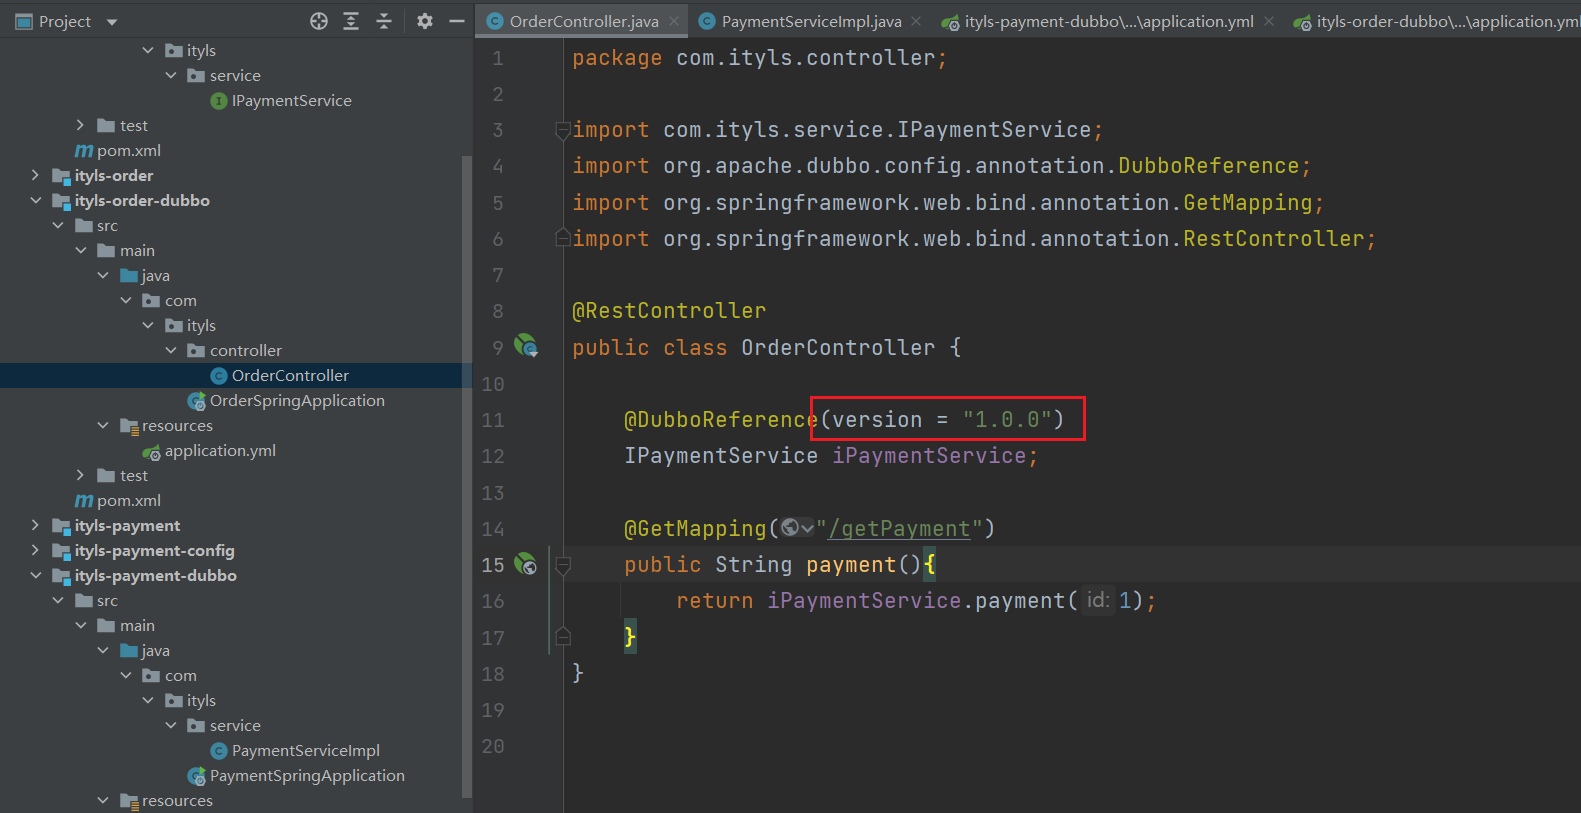 Project
ityls
service
IPaymentService
test
pom.xml
ityls-order
ityls-order-dubbo
src
main
java
com
ityls
controller
OrderController
OrderSpringApplication
resources
application.yml
test
pom.xml
ityls-payment
ityls-payment-config
ityls-payment-dubbo
src
main
java
com
ityls
service
PaymentServiceImpl
PaymentSpringApplication
resources
OrderController.java PaymentServiceImpl.java ityls-payment-dubbo\...\application.yml ityls-order-dubbo\...\application.yml
1 package com.ityls.controller;
2
3 import com.ityls.service.IPaymentService;
4 import org.apache.dubbo.config.annotation.DubboReference;
5 import org.springframework.web.bind.annotation.GetMapping;
6 import org.springframework.web.bind.annotation.RestController;
7
8 @RestController
9 public class OrderController {
10
11 @DubboReference(version = "1.0.0")
12 IPaymentService iPaymentService;
13
14 @GetMapping("/getPayment")
15 public String payment(){
16 return iPaymentService.payment( id: 1);
17 }
18 }
19
20